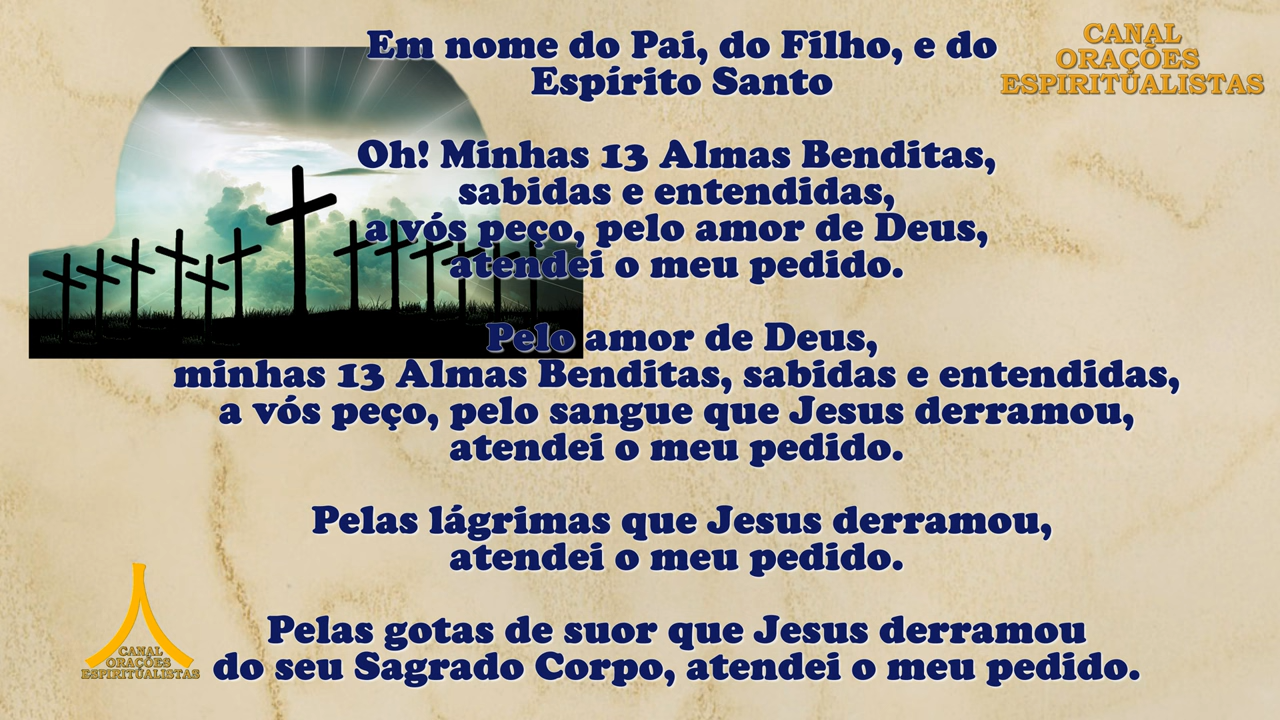 Em nome do Pai, do Filho, e do
Espírito Santo
CANAL
ORAÇÕES
ESPIRITUALISTAS
Oh! Minhas 13 Almas Benditas,
sabidas e entendidas,
a vós peço, pelo amor de Deus,
atendei o meu pedido.
Pelo amor de Deus,
minhas 13 Almas Benditas, sabidas e entendidas,
a vós peço, pelo sangue que Jesus derramou,
atendei o meu pedido.
Pelas lágrimas que Jesus derramou,
atendei o meu pedido.
Pelas gotas de suor que Jesus derramou
do seu Sagrado Corpo, atendei o meu pedido.
CANAL
ORAÇÕES
ESPIRITUALISTAS